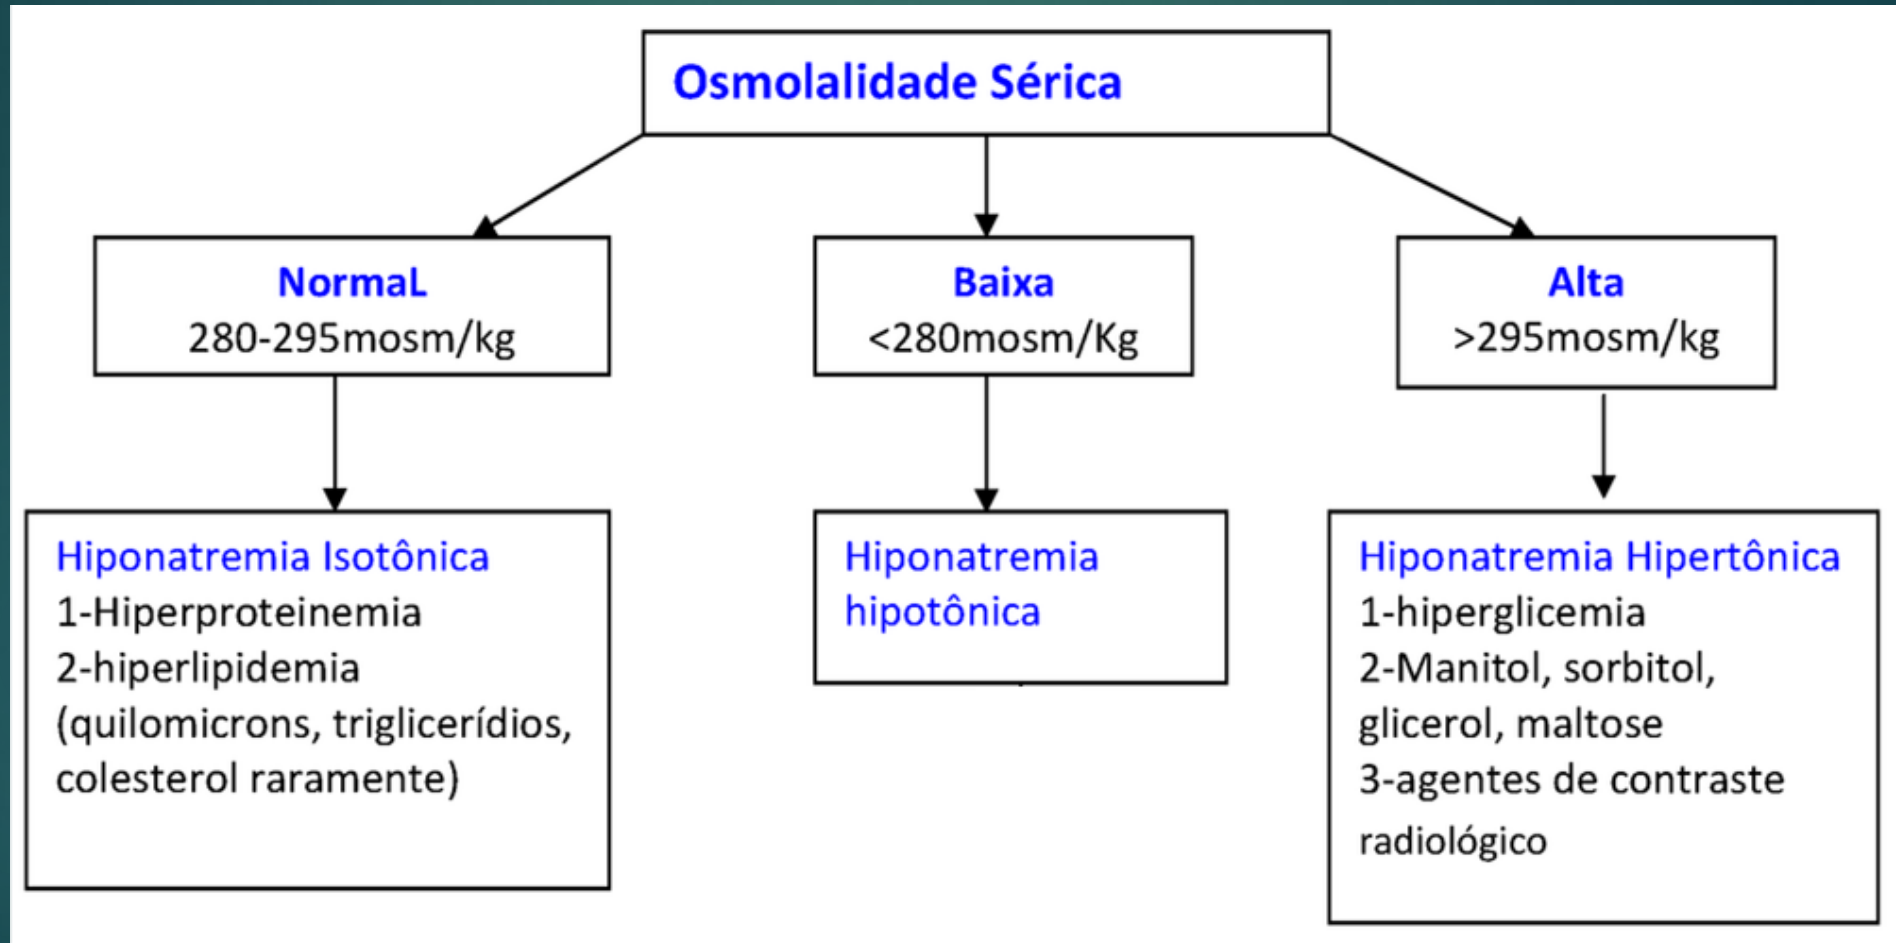 Osmolalidade Sérica
NormaL
280-295mosm/kg
Baixa
<280mosm/Kg
Alta
>295mosm/kg
Hiponatremia Isotônica
1-Hiperproteinemia
2-hiperlipidemia
(quilomicrons, triglicerídios,
colesterol raramente)
Hiponatremia
hipotônica
Hiponatremia Hipertônica
1-hiperglicemia
2-Manitol, sorbitol,
glicerol, maltose
3-agentes de contraste
radiológico